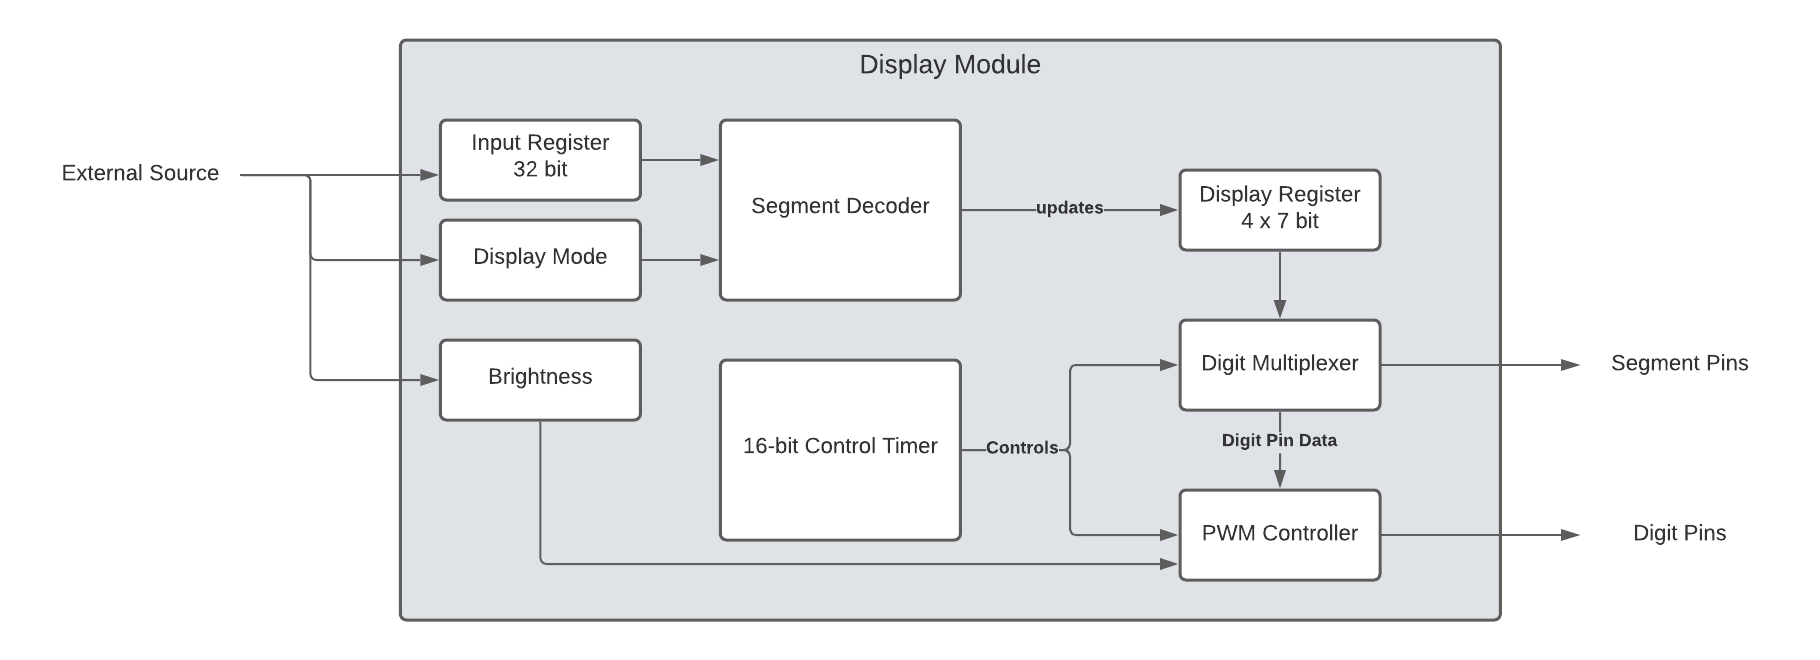 Display Module
External Source
Input Register
32 bit
Display Mode
Brightness
Segment Decoder
16-bit Control Timer
updates
Controls
Display Register
4 x 7 bit
Digit Multiplexer
Digit Pin Data
PWM Controller
Segment Pins
Digit Pins